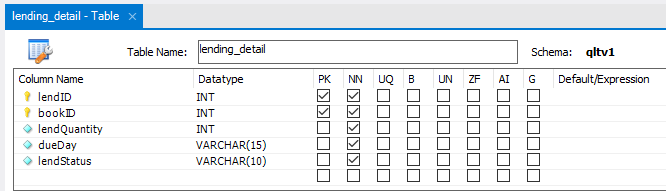 lending_detail - Table ×
Table Name: lending_detail Schema: qltv1
Column Name Datatype PK NN UQ B UN ZF AI G Default/Expression
lendID INT
bookID INT
lendQuantity INT
dueDay VARCHAR(15)
lendStatus VARCHAR(10)